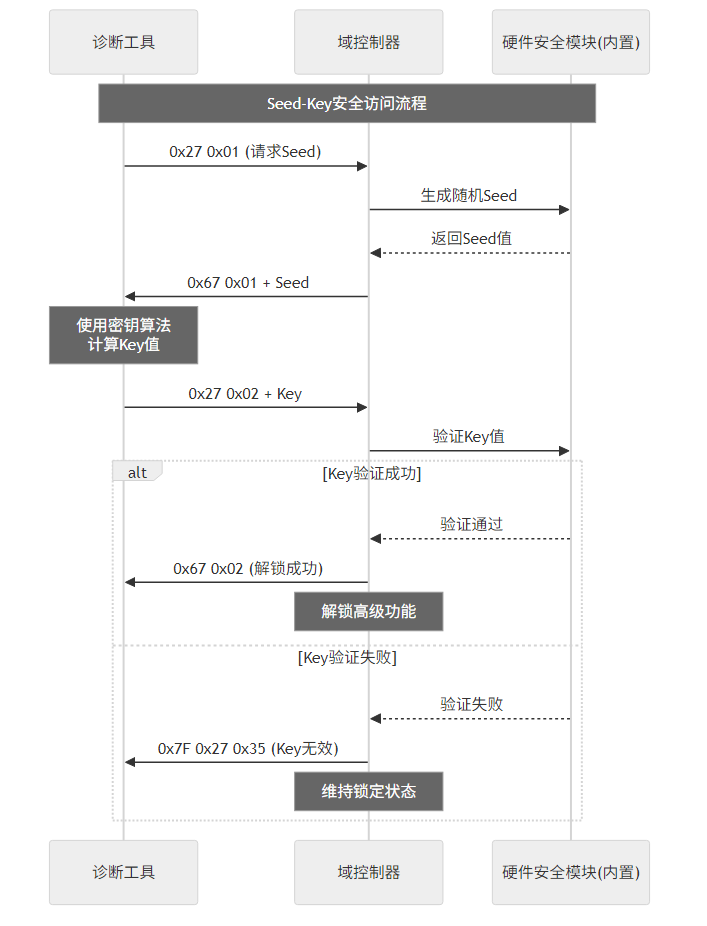 诊断工具
域控制器
硬件安全模块(内置)
Seed-Key安全访问流程
0x27 0x01 (请求Seed)
生成随机Seed
返回Seed值
0x67 0x01 + Seed
使用密钥算法
计算Key值
0x27 0x02 + Key
验证Key值
alt
[Key验证成功]
验证通过
0x67 0x02 (解锁成功)
解锁高级功能
[Key验证失败]
验证失败
0x7F 0x27 0x35 (Key无效)
维持锁定状态
诊断工具
域控制器
硬件安全模块(内置)